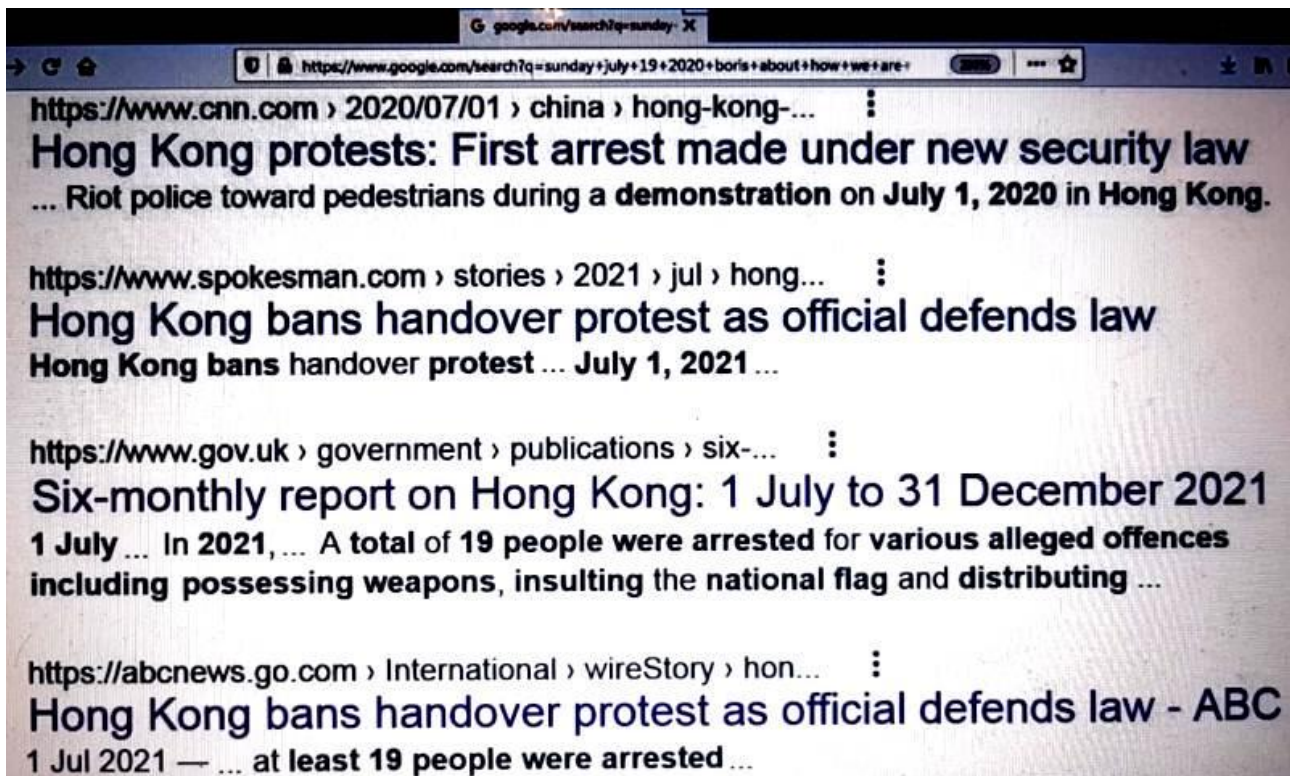 G google.com/search?q=sunday- X
https://www.google.com/search?q=sunday+july+19+2020+boris+about+how+we+are+
https://www.cnn.com › 2020/07/01 › china › hong-kong-...
Hong Kong protests: First arrest made under new security law
... Riot police toward pedestrians during a demonstration on July 1, 2020 in Hong Kong.
https://www.spokesman.com › stories › 2021 › jul › hong...
Hong Kong bans handover protest as official defends law
Hong Kong bans handover protest ... July 1, 2021 ...
https://www.gov.uk › government › publications › six-...
Six-monthly report on Hong Kong: 1 July to 31 December 2021
1 July ... In 2021, ... A total of 19 people were arrested for various alleged offences
including possessing weapons, insulting the national flag and distributing ...
https://abcnews.go.com › International › wireStory › hon...
Hong Kong bans handover protest as official defends law - ABC
1 Jul 2021 — ... at least 19 people were arrested ...